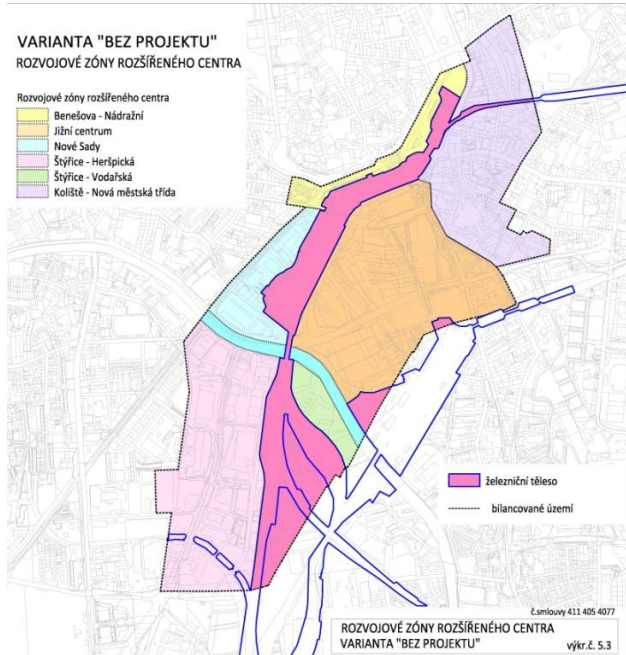 VARIANTA "BEZ PROJEKTU"
ROZVOJOVÉ ZÓNY ROZŠÍŘENÉHO CENTRA
Rozvojové zóny rozšířeného centra
Benešova - Nádražní
Jižní centrum
Nové Sady
Štýřice - Heršpická
Štýřice - Vodařská
Koliště - Nová městská třída
železniční těleso
bilancované území
č.smlouvy 411 405 4077
ROZVOJOVÉ ZÓNY ROZŠÍŘENÉHO CENTRA
VARIANTA "BEZ PROJEKTU"
výkr.č. 5.3